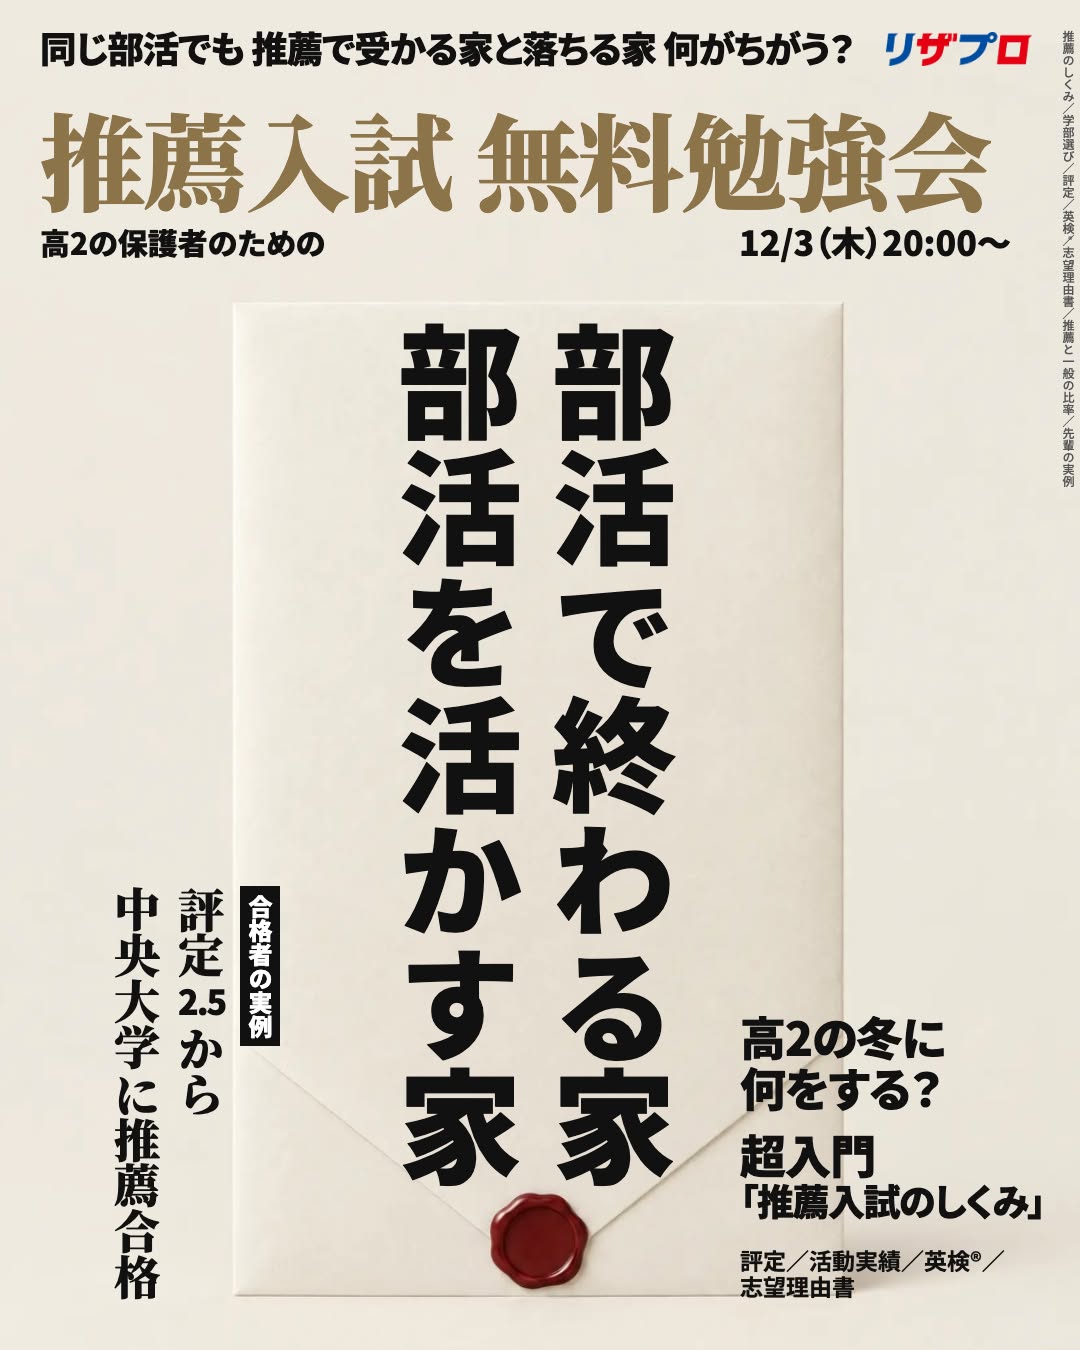 同じ部活でも 推薦で受かる家と落ちる家 何がちがう?
リザプロ
推薦入試 無料勉強会
高2の保護者のための
12/3(木)20:00〜
推薦のしくみ/学部選び/評定/英検®/志望理由書/推薦と一般の比率/先輩の実例
部活で終わる家
部活を活かす家
合格者の実例
評定2.5から
中央大学に推薦合格
高2の冬に
何をする?
超入門
「推薦入試のしくみ」
評定/活動実績/英検®/
志望理由書